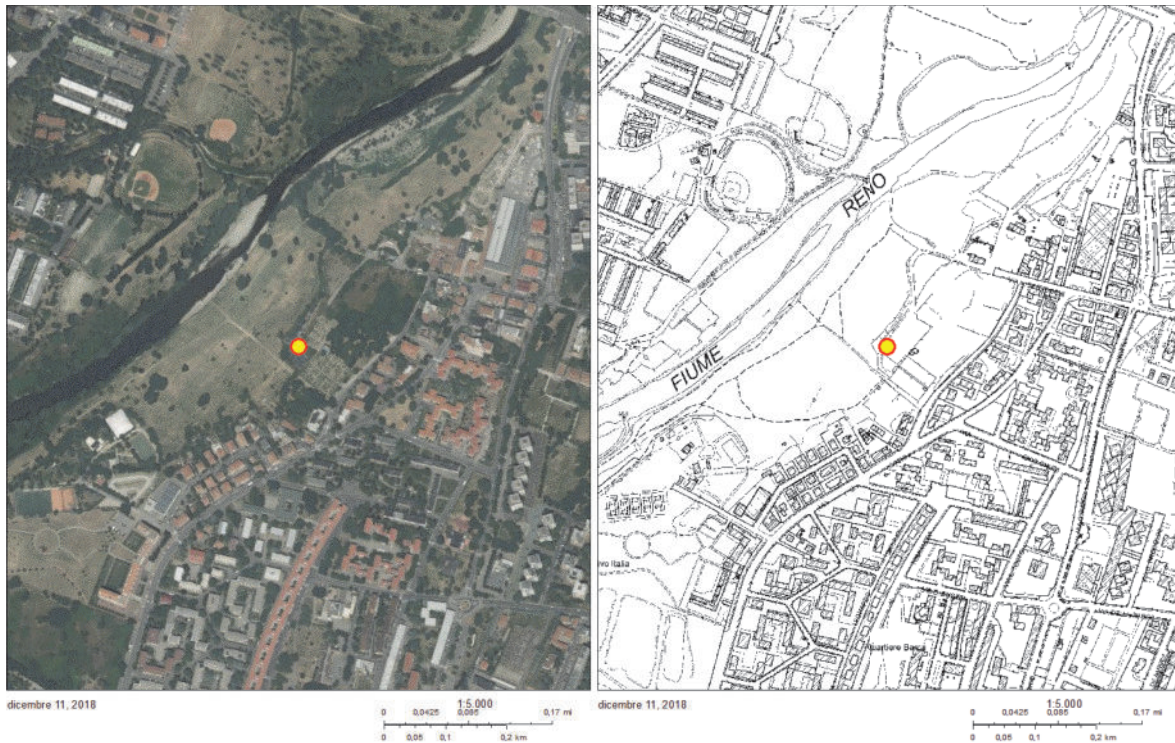 RENO
FIUME
vo Italia
Quartiere Barca
dicembre 11, 2018
1:5.000
0 0,0425 0,085 0,17 mi
0 0,05 0,1 0,2 km
dicembre 11, 2018
1:5.000
0 0,0425 0,085 0,17 mi
0 0,05 0,1 0,2 km